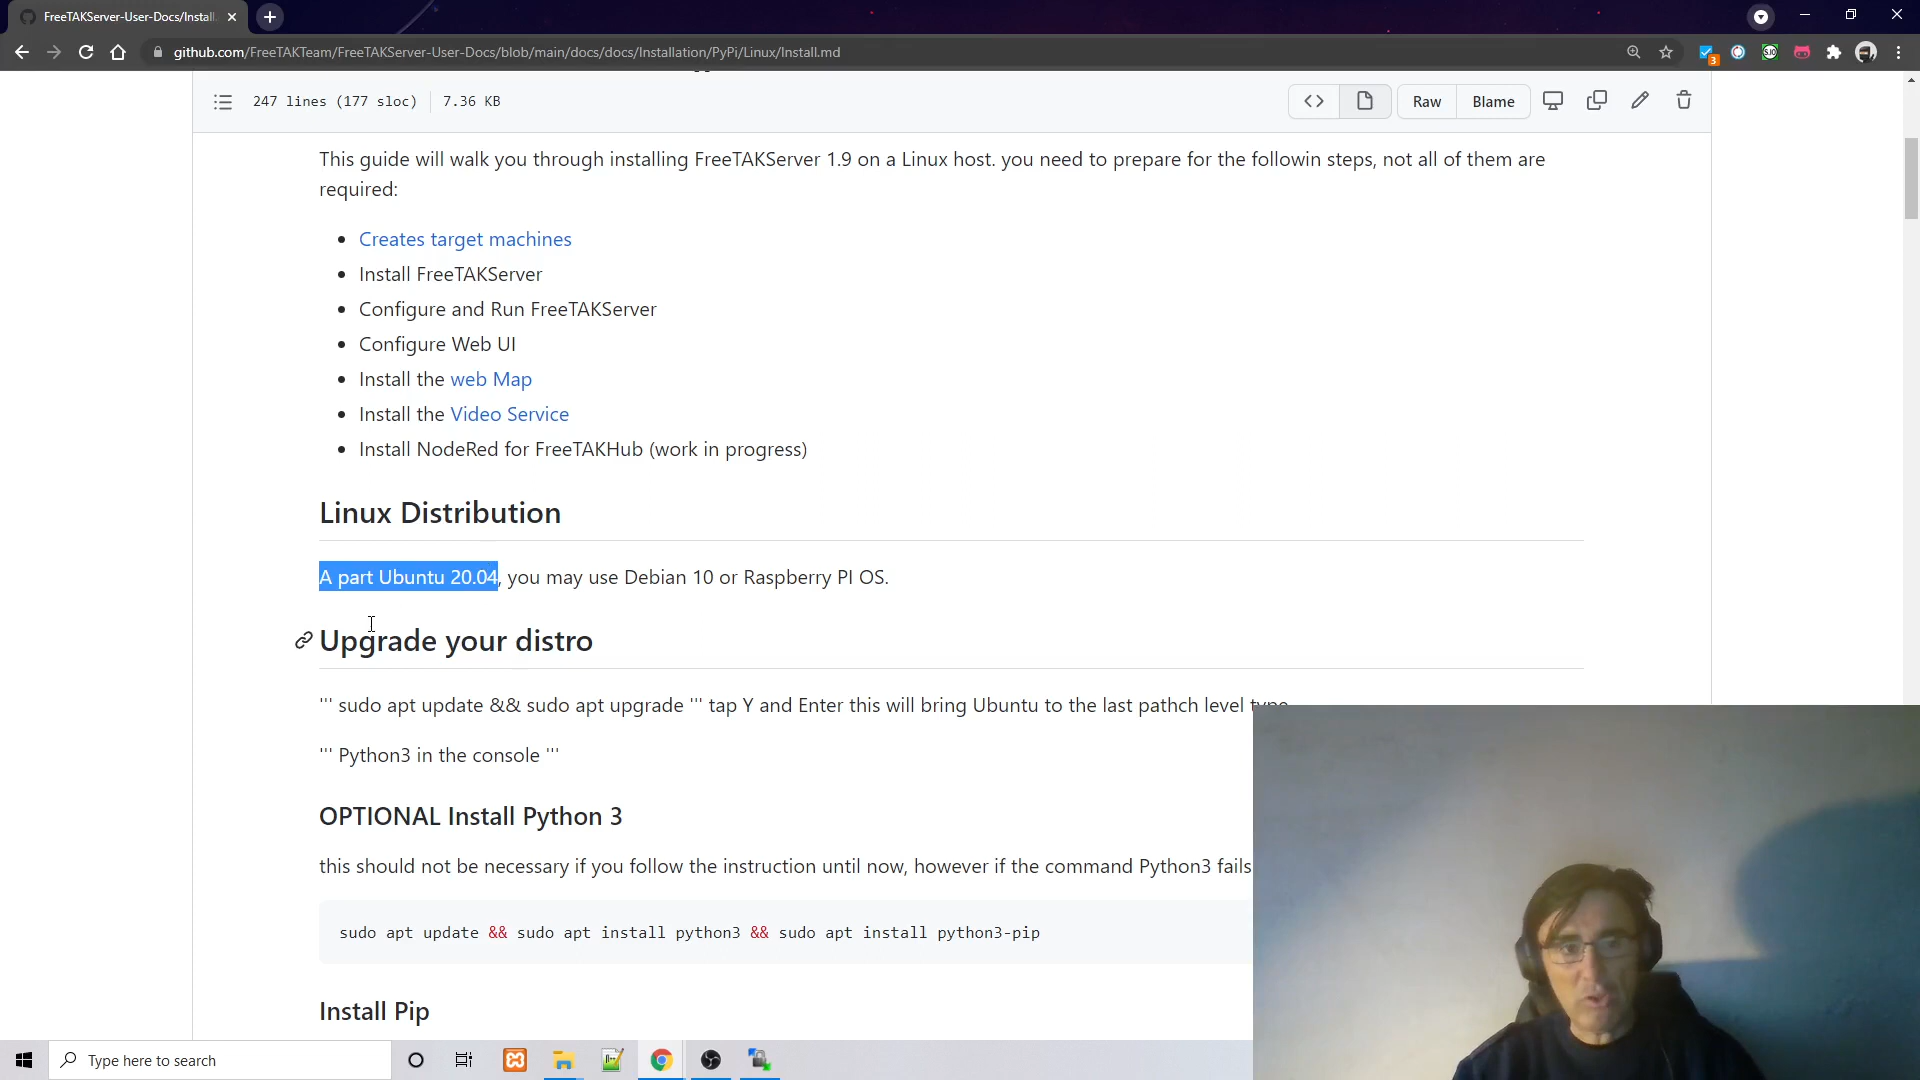 FreeTAKServer-User-Docs/Install.
github.com/FreeTAKTeam/FreeTAKServer-User-Docs/blob/main/docs/docs/Installation/PyPi/Linux/Install.md
247 lines (177 sloc) 7.36 KB
Raw Blame
This guide will walk you through installing FreeTAKServer 1.9 on a Linux host. you need to prepare for the followin steps, not all of them are
required:
• Creates target machines
• Install FreeTAKServer
• Configure and Run FreeTAKServer
• Configure Web UI
• Install the web Map
• Install the Video Service
• Install NodeRed for FreeTAKHub (work in progress)
Linux Distribution
A part Ubuntu 20.04, you may use Debian 10 or Raspberry PI OS.
Upgrade your distro
''' sudo apt update && sudo apt upgrade ''' tap Y and Enter this will bring Ubuntu to the last pathch level type
''' Python3 in the console '''
OPTIONAL Install Python 3
this should not be necessary if you follow the instruction until now, however if the command Python3 fails
sudo apt update && sudo apt install python3 && sudo apt install python3-pip
Install Pip
Type here to search